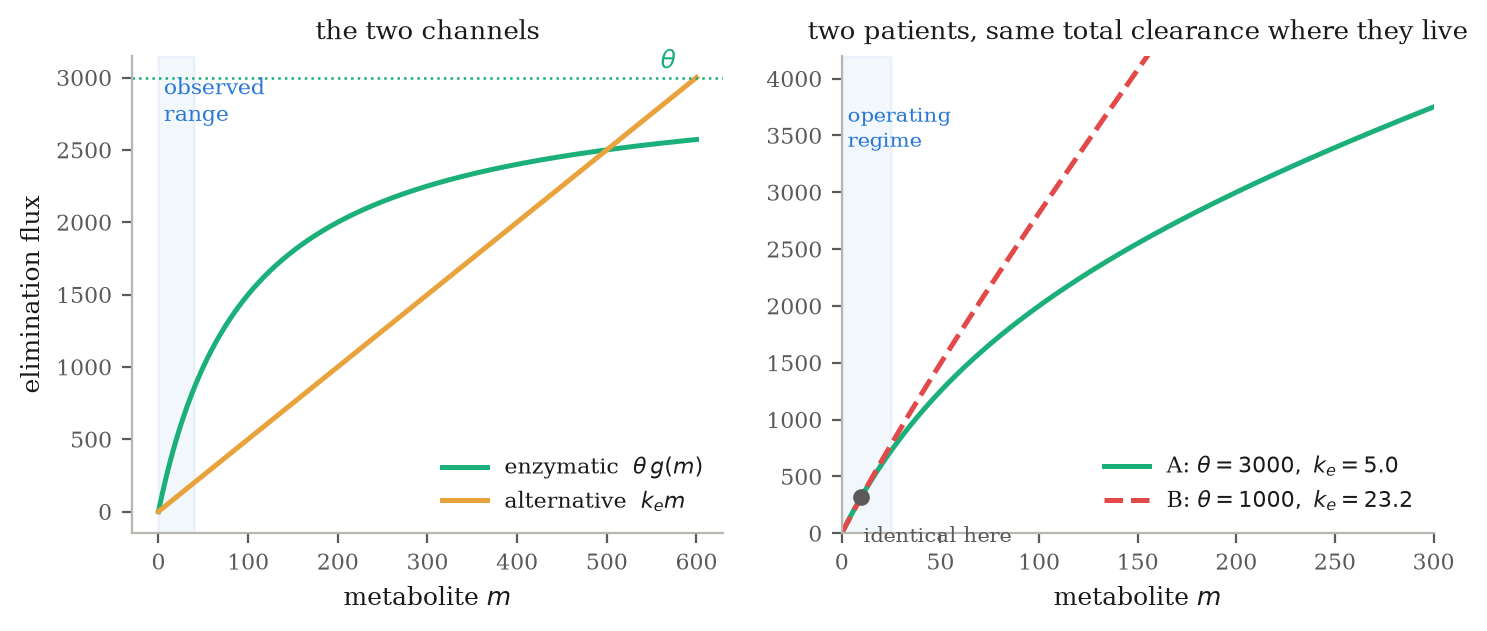 the two channels
θ
observed
range
3000
2500
2000
1500
1000
500
0
elimination flux
enzymatic θ g(m)
alternative kₑm
0 100 200 300 400 500 600
metabolite m
two patients, same total clearance where they live
operating
regime
4000
3500
3000
2500
2000
1500
1000
500
0
A: θ = 3000, kₑ = 5.0
B: θ = 1000, kₑ = 23.2
identical here
0 50 100 150 200 250 300
metabolite m